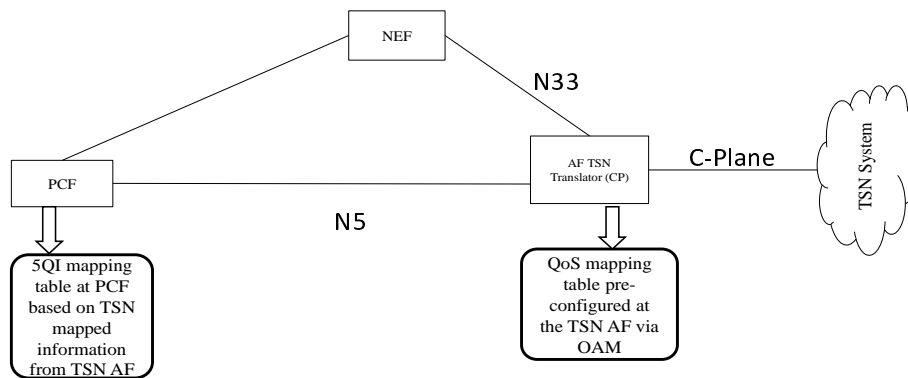 NEF
N33
AF TSN
Translator (CP)
C-Plane
TSN System
PCF
N5
5QI mapping
table at PCF
based on TSN
mapped
information
from TSN AF
QoS mapping
table pre-
configured at
the TSN AF via
OAM